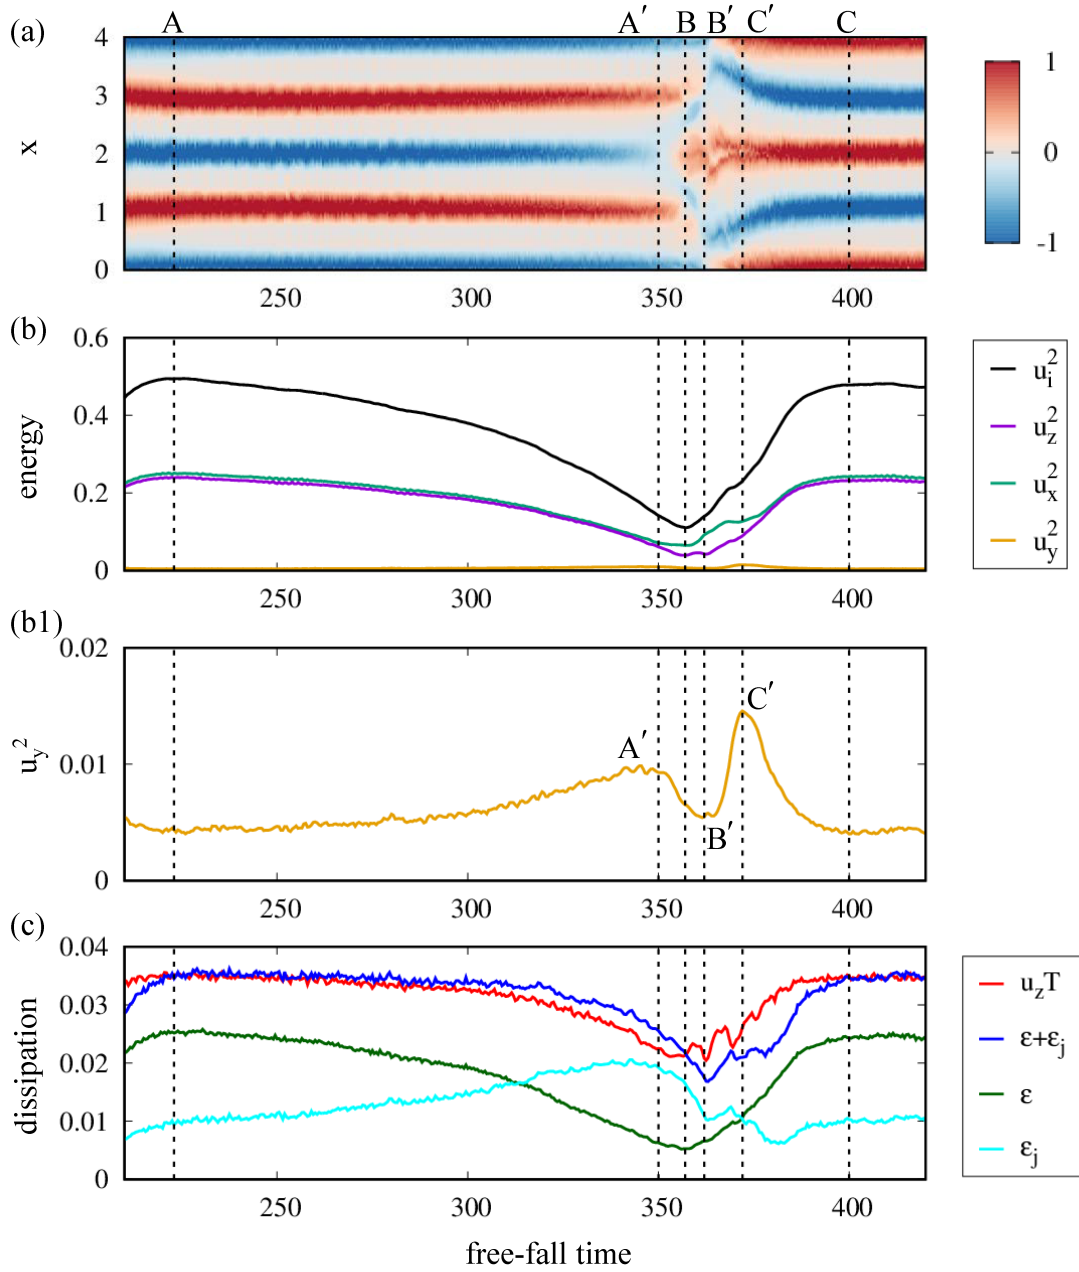 (a)
A A′ B B′ C′ C
4
3
2
1
0
x
250 300 350 400
1
0
-1
(b)
0.6
0.4
0.2
0
energy
250 300 350 400
u_i^2
u_z^2
u_x^2
u_y^2
(b1)
0.02
0.01
0
u_y^2
A′
B′
C′
250 300 350 400
(c)
0.04
0.03
0.02
0.01
0
dissipation
250 300 350 400
free-fall time
u_zT
ε+ε_j
ε
ε_j